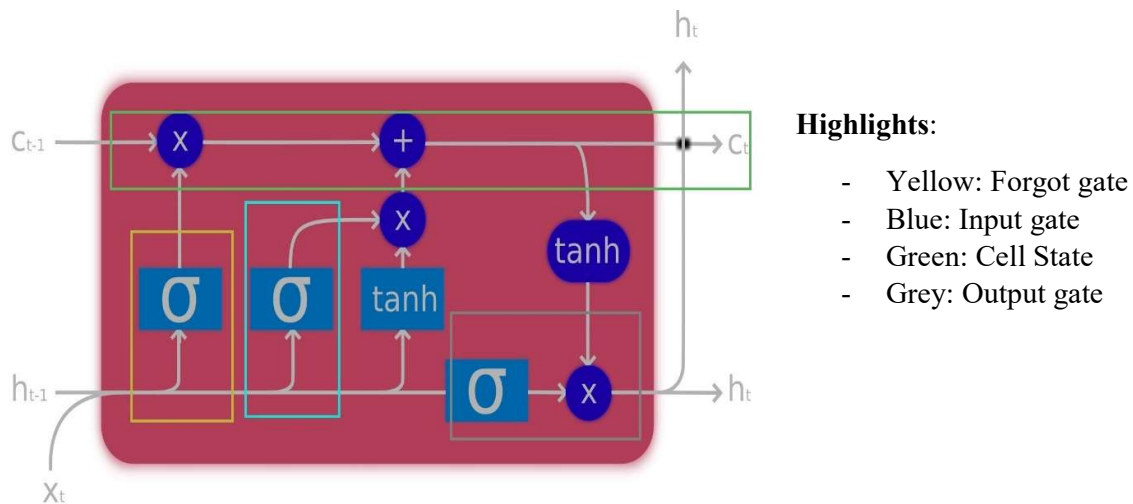 hₜ
Cₜ₋₁ x + Cₜ
x
tanh
σ σ tanh
σ x
hₜ₋₁ hₜ
xₜ
Highlights:
- Yellow: Forgot gate
- Blue: Input gate
- Green: Cell State
- Grey: Output gate